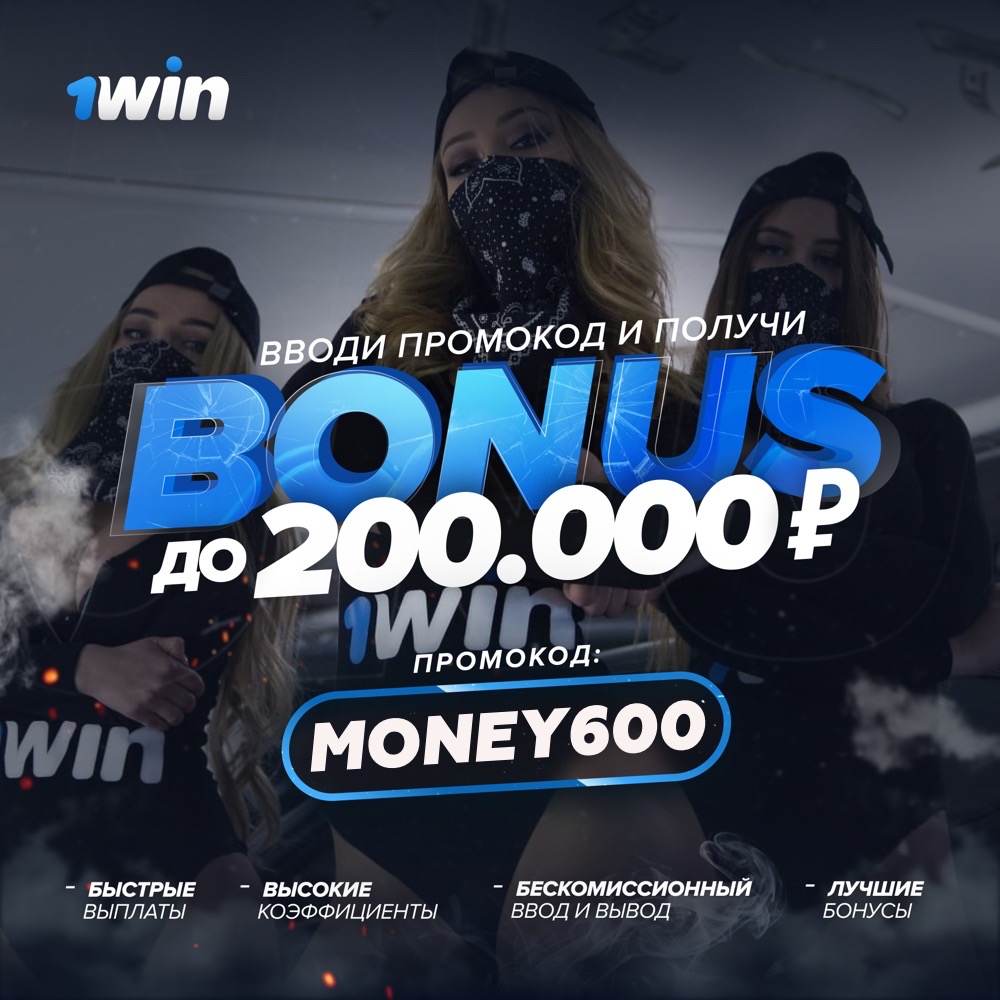 1win
ВВОДИ ПРОМОКОД И ПОЛУЧИ
BONUS
ДО 200.000 ₽
1win
ПРОМОКОД:
MONEY600
1win
- БЫСТРЫЕ
ВЫПЛАТЫ
- ВЫСОКИЕ
КОЭФФИЦИЕНТЫ
- БЕСКОМИССИОННЫЙ
ВВОД И ВЫВОД
- ЛУЧШИЕ
БОНУСЫ